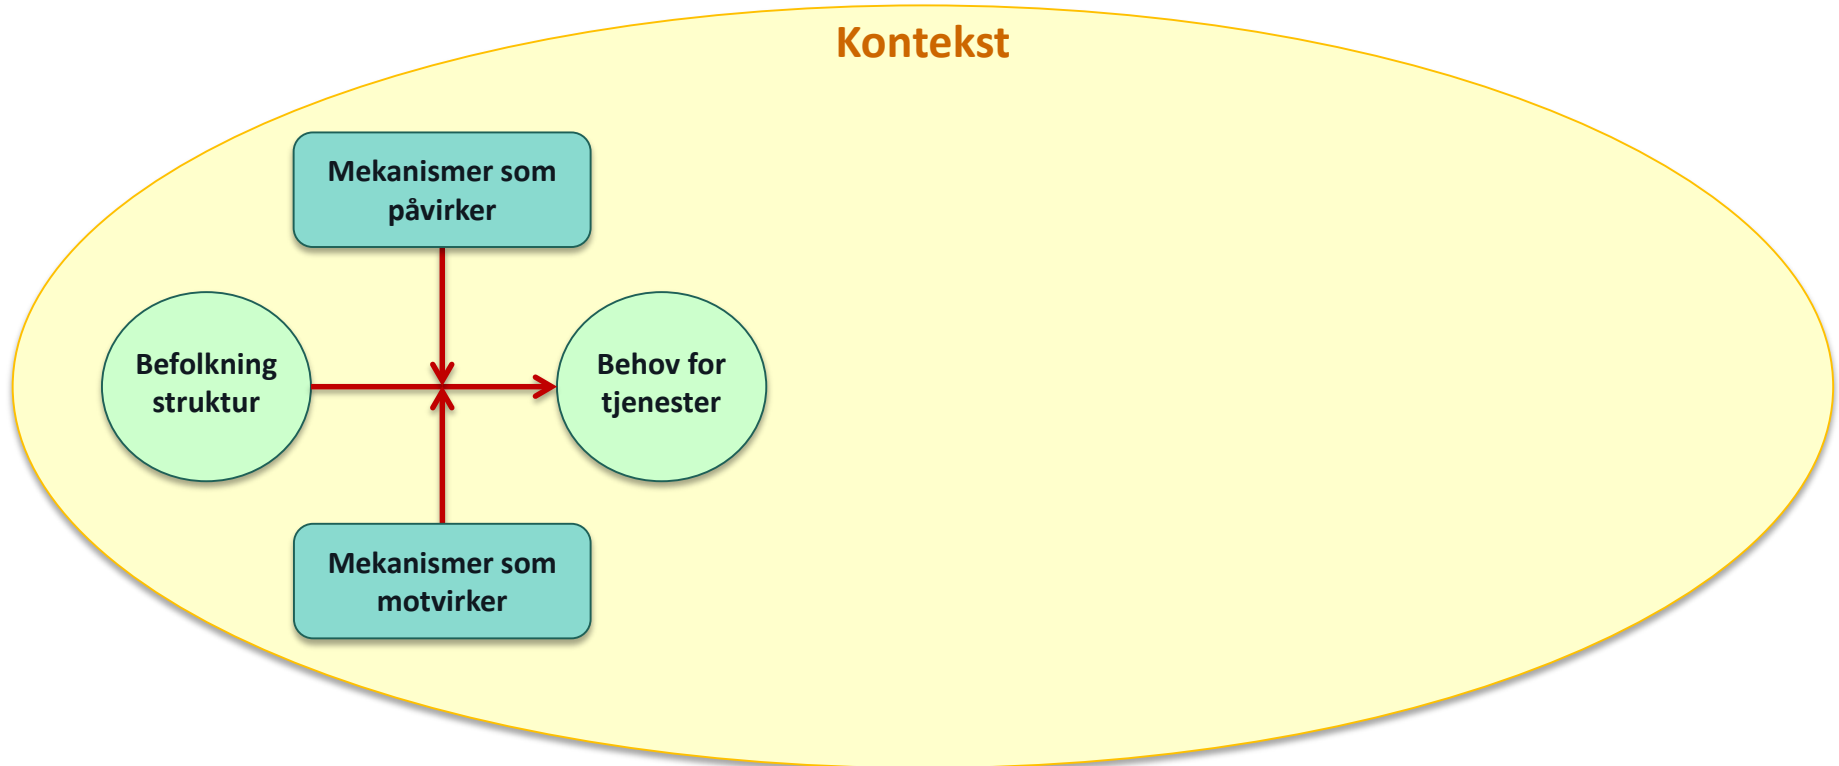 Kontekst
Mekanismer som
påvirker
Befolkning
struktur
Behov for
tjenester
Mekanismer som
motvirker